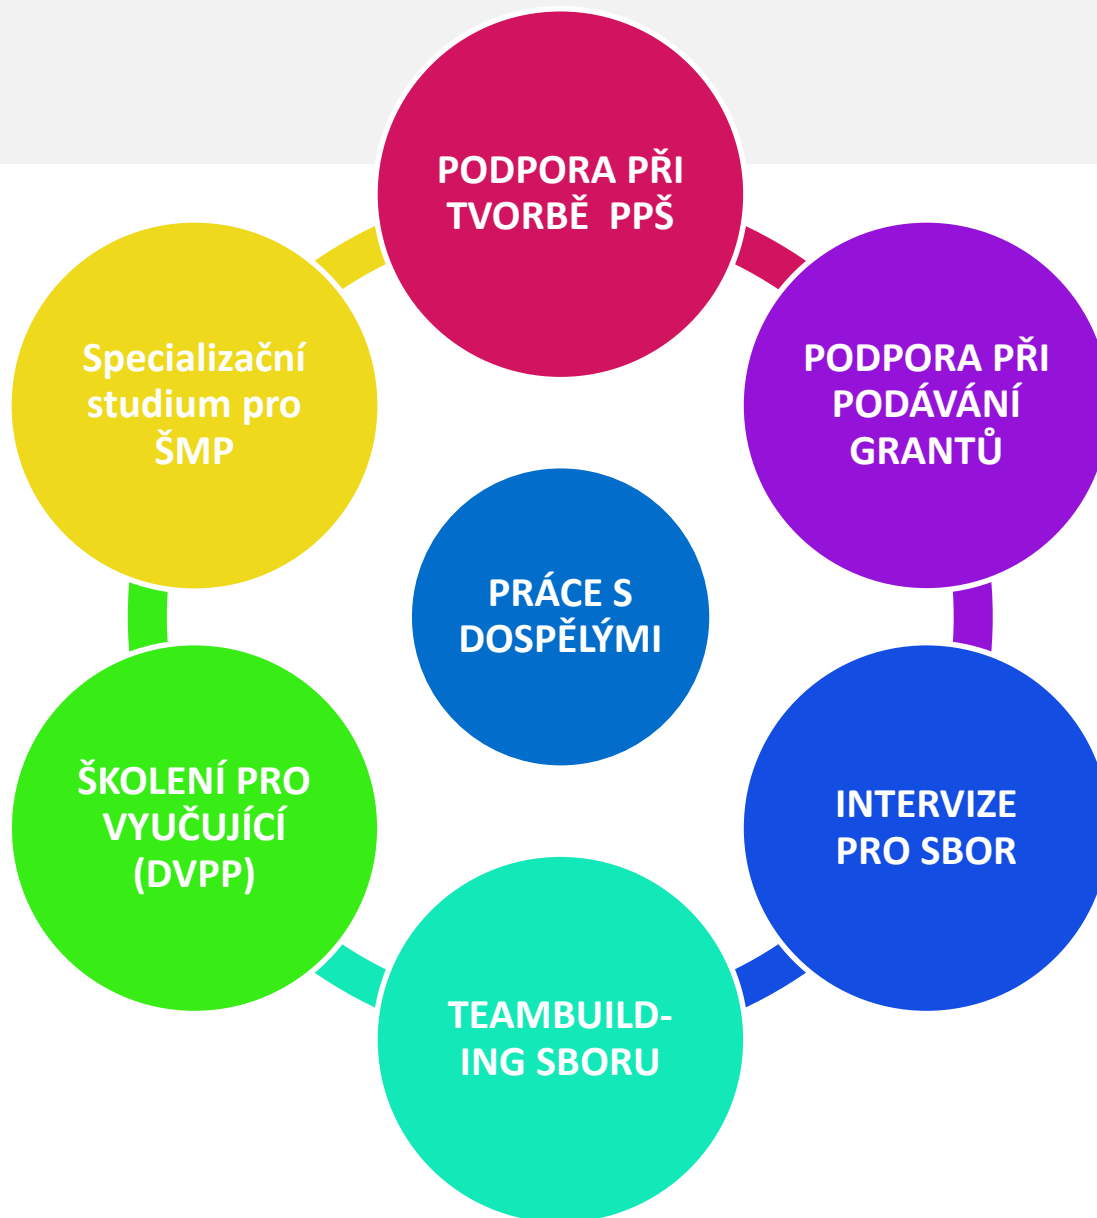 PODPORA PŘI
TVORBĚ PPŠ
PODPORA PŘI
PODÁVÁNÍ
GRANTŮ
INTERVIZE
PRO SBOR
TEAMBUILD-
ING SBORU
ŠKOLENÍ PRO
VYUČUJÍCÍ
(DVPP)
Specializační
studium pro
ŠMP
PRÁCE S
DOSPĚLÝMI